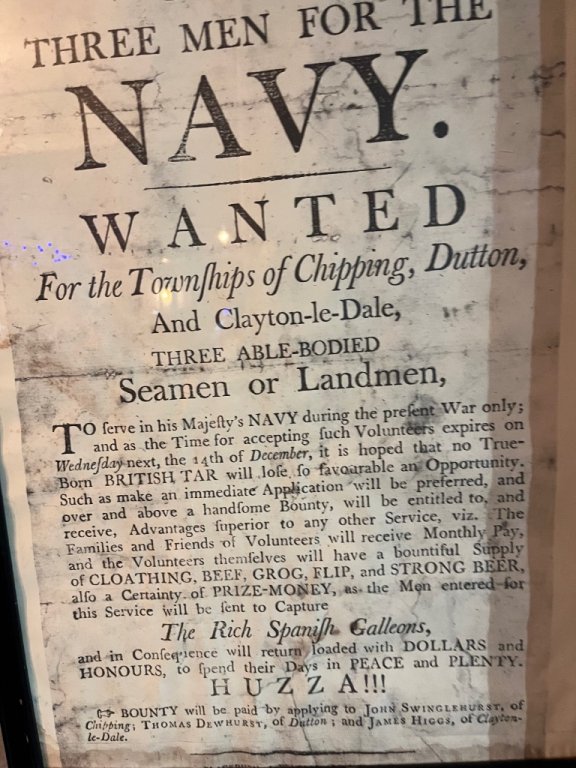 THREE MEN FOR THE
NAVY.
WANTED
For the Townſhips of Chipping, Dutton,
And Clayton-le-Dale,
THREE ABLE-BODIED
Seamen or Landmen,
TO ſerve in his Majeſty's NAVY during the preſent War only;
and as the Time for accepting ſuch Volunteers expires on
Wedneſday next, the 14th of December, it is hoped that no True-
Born BRITISH TAR will loſe ſo favourable an Opportunity.
Such as make an immediate Application will be preferred, and
over and above a handſome Bounty, will be entitled to, and
receive, Advantages ſuperior to any other Service, viz. The
Families and Friends of Volunteers will receive Monthly Pay,
and the Volunteers themſelves will have a bountiful Supply
of CLOATHING, BEEF, GROG, FLIP, and STRONG BEER,
alſo a Certainty of PRIZE-MONEY, as the Men entered for
this Service will be ſent to Capture
The Rich Spaniſh Galleons,
and in Conſequence will return loaded with DOLLARS and
HONOURS, to ſpend their Days in PEACE and PLENTY.
HUZZA!!!
☞ BOUNTY will be paid by applying to JOHN SWINGLEHURST, of
Chipping; THOMAS DEWHURST, of Dutton; and JAMES HIGGS, of Clayton-
le-Dale.